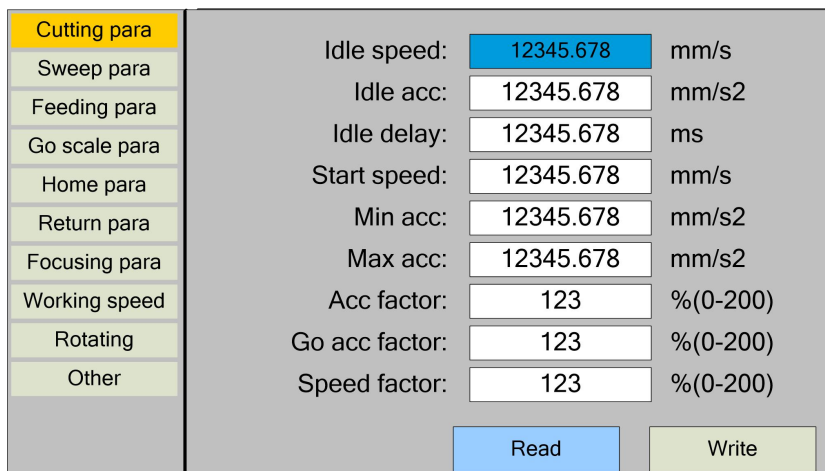 Cutting para
Sweep para
Feeding para
Go scale para
Home para
Return para
Focusing para
Working speed
Rotating
Other
Idle speed: 12345.678 mm/s
Idle acc: 12345.678 mm/s2
Idle delay: 12345.678 ms
Start speed: 12345.678 mm/s
Min acc: 12345.678 mm/s2
Max acc: 12345.678 mm/s2
Acc factor: 123 %(0-200)
Go acc factor: 123 %(0-200)
Speed factor: 123 %(0-200)
Read Write